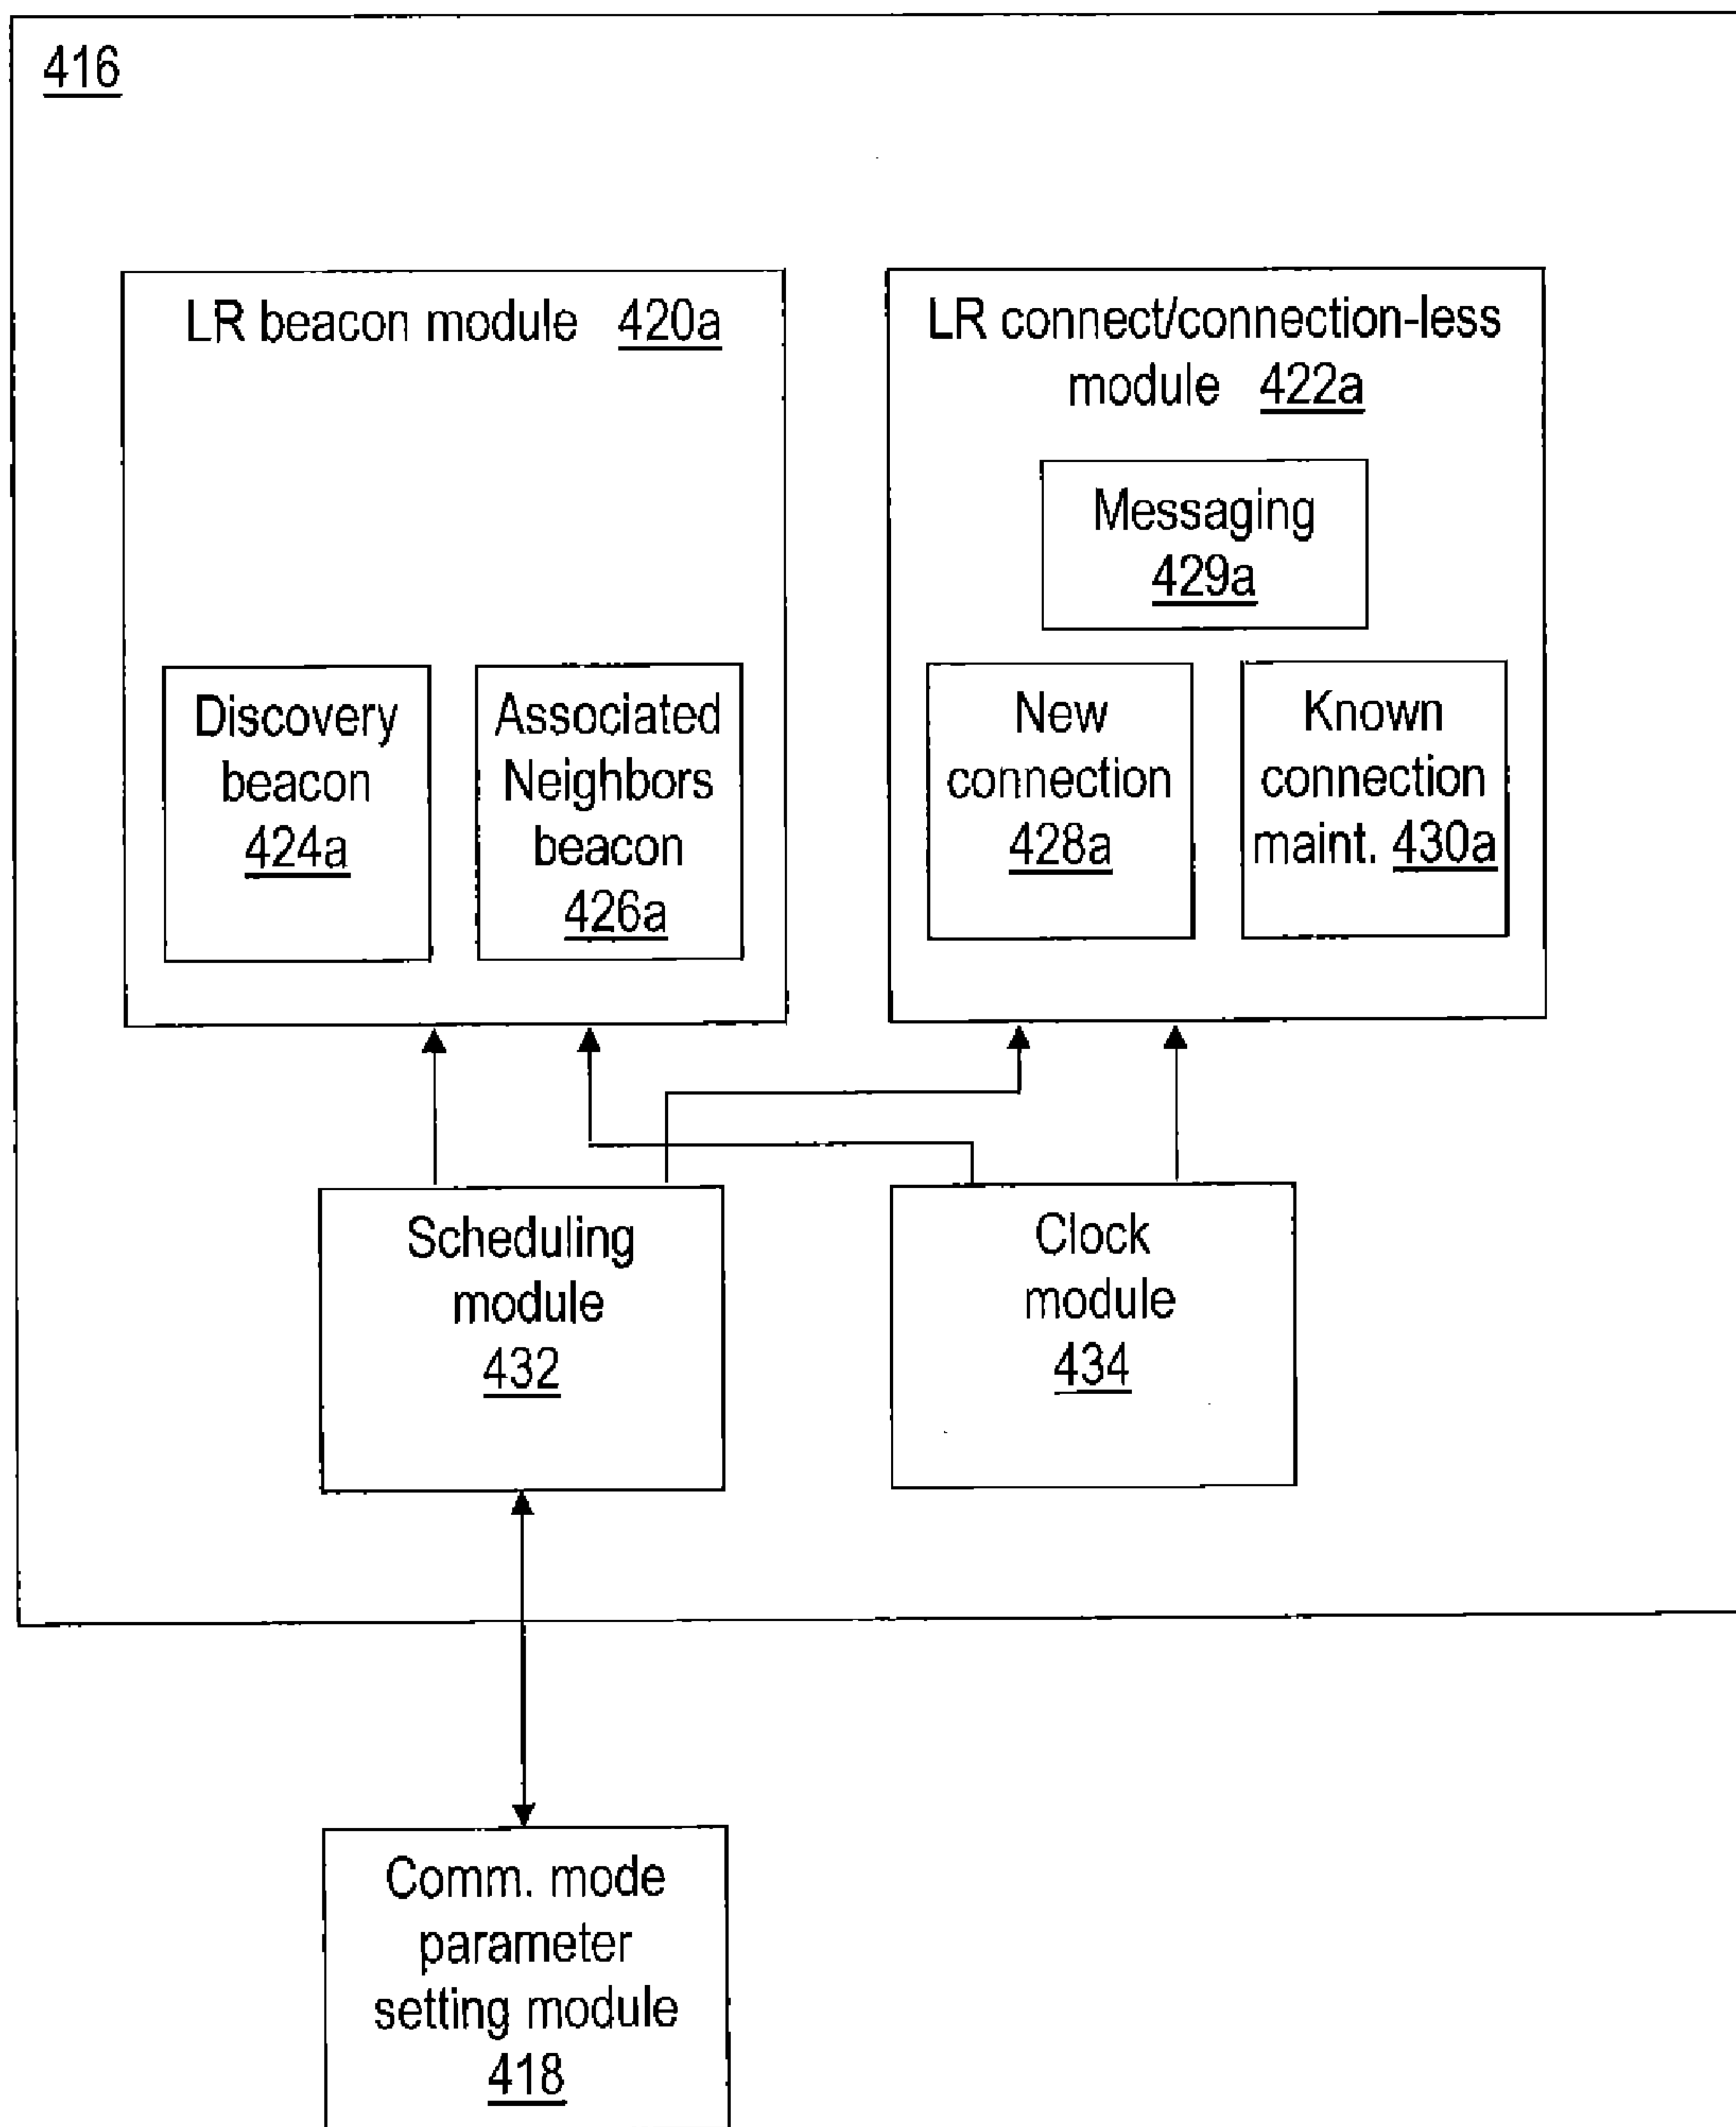 416
LR beacon module 420a
LR connect/connection-less
module 422a
Messaging
429a
Discovery
beacon
424a
Associated
Neighbors
beacon
426a
New
connection
428a
Known
connection
maint. 430a
Scheduling
module
432
Clock
module
434
Comm. mode
parameter
setting module
418